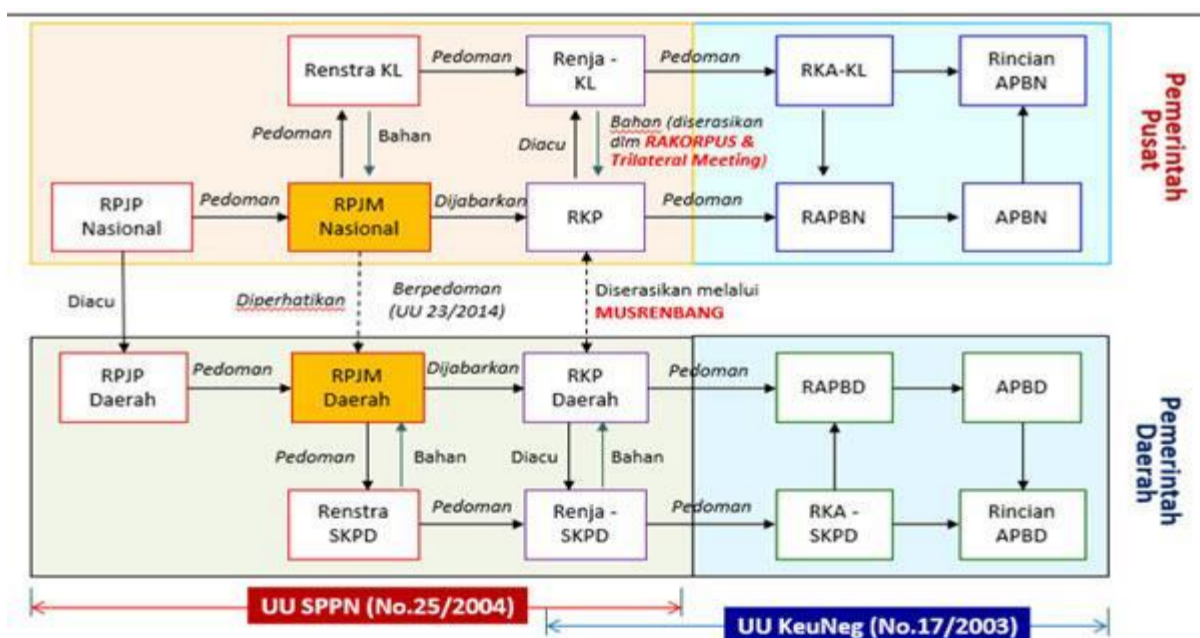 Pedoman
Pedoman
Renstra KL
Renja -
KL
RKA-KL
Rincian
APBN
Pemerintah
Pusat
Pedoman
Bahan
Diacu
Bahan (diserasikan
dlm RAKORPUS &
Trilateral Meeting)
RPJP
Nasional
Pedoman
RPJM
Nasional
Dijabarkan
RKP
Pedoman
RAPBN
APBN
Diacu
Diperhatikan
Berpedoman
(UU 23/2014)
Diserasikan melalui
MUSRENBANG
RPJP
Daerah
Pedoman
RPJM
Daerah
Dijabarkan
RKP
Daerah
Pedoman
RAPBD
APBD
Pemerintah
Daerah
Pedoman
Bahan
Diacu
Bahan
Renstra
SKPD
Pedoman
Renja -
SKPD
Pedoman
RKA -
SKPD
Rincian
APBD
UU SPPN (No.25/2004)
UU KeuNeg (No.17/2003)